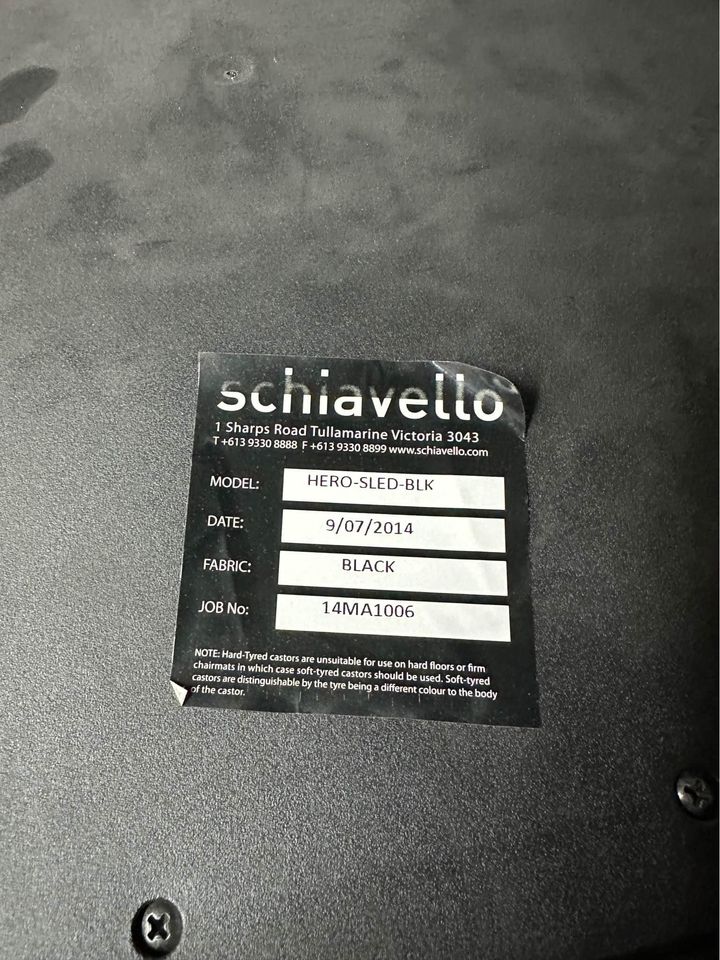 schiavello
1 Sharps Road Tullamarine Victoria 3043
T +613 9330 8888 F +613 9330 8899 www.schiavello.com
MODEL: HERO-SLED-BLK
DATE: 9/07/2014
FABRIC: BLACK
JOB No: 14MA1006
NOTE: Hard-Tyred castors are unsuitable for use on hard floors or firm
chairmats in which case soft-tyred castors should be used. Soft-tyred
castors are distinguishable by the tyre being a different colour to the body
of the castor.